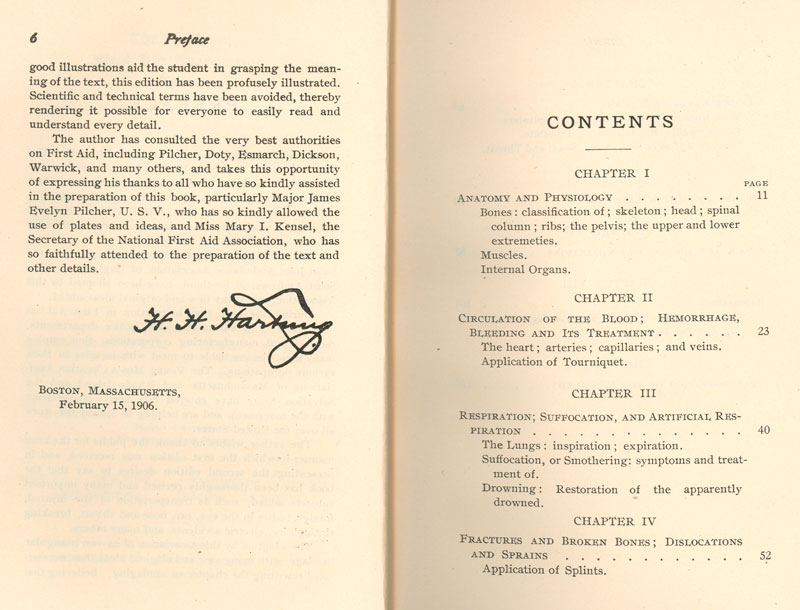 6 Preface
good illustrations aid the student in grasping the mean-
ing of the text, this edition has been profusely illustrated.
Scientific and technical terms have been avoided, thereby
rendering it possible for everyone to easily read and
understand every detail.
The author has consulted the very best authorities
on First Aid, including Pilcher, Doty, Esmarch, Dickson,
Warwick, and many others, and takes this opportunity
of expressing his thanks to all who have so kindly assisted
in the preparation of this book, particularly Major James
Evelyn Pilcher, U. S. V., who has so kindly allowed the
use of plates and ideas, and Miss Mary I. Kensel, the
Secretary of the National First Aid Association, who has
so faithfully attended to the preparation of the text and
other details.
H. H. Hartung
BOSTON, MASSACHUSETTS,
February 15, 1906.
CONTENTS
CHAPTER I
PAGE
ANATOMY AND PHYSIOLOGY . . . . . . . . 11
Bones: classification of; skeleton; head; spinal
column; ribs; the pelvis; the upper and lower
extremeties.
Muscles.
Internal Organs.
CHAPTER II
CIRCULATION OF THE BLOOD; HEMORRHAGE,
BLEEDING AND ITS TREATMENT . . . . . . 23
The heart; arteries; capillaries; and veins.
Application of Tourniquet.
CHAPTER III
RESPIRATION; SUFFOCATION, AND ARTIFICIAL RES-
PIRATION . . . . . . . . . . . . . 40
The Lungs: inspiration; expiration.
Suffocation, or Smothering: symptoms and treat-
ment of.
Drowning: Restoration of the apparently
drowned.
CHAPTER IV
FRACTURES AND BROKEN BONES; DISLOCATIONS
AND SPRAINS . . . . . . . . . . . 52
Application of Splints.